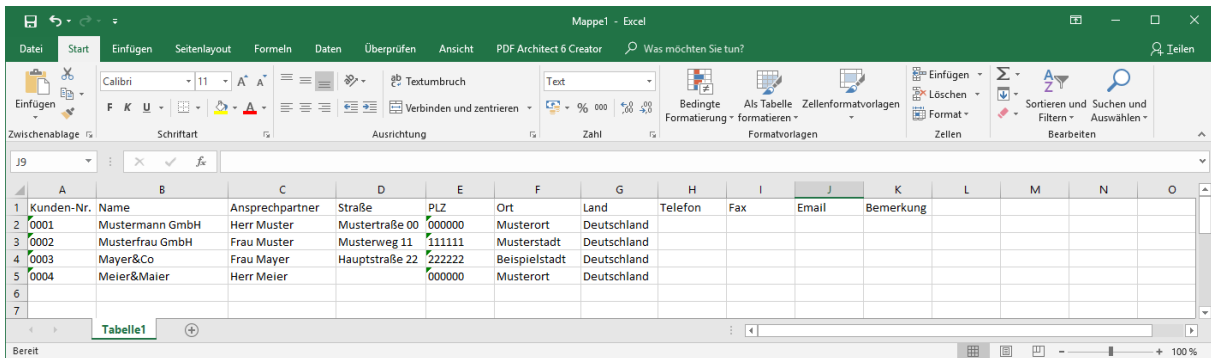 Mappe1 - Excel
Datei Start Einfügen Seitenlayout Formeln Daten Überprüfen Ansicht PDF Architect 6 Creator Was möchten Sie tun? Teilen
Calibri 11 A A Textumbruch Text
Einfügen F K U A Verbinden und zentrieren % 000 Bedingte Formatierung Als Tabelle formatieren Zellenformatvorlagen
Einfügen
Löschen
Format
Sortieren und Filtern Suchen und Auswählen
Zwischenablage Schriftart Ausrichtung Zahl Formatvorlagen Zellen Bearbeiten
J9 fx
A B C D E F G H I J K L M N O
1 Kunden-Nr. Name Ansprechpartner Straße PLZ Ort Land Telefon Fax Email Bemerkung
2 0001 Mustermann GmbH Herr Muster Mustertraße 00 000000 Musterort Deutschland
3 0002 Musterfrau GmbH Frau Muster Musterweg 11 111111 Musterstadt Deutschland
4 0003 Mayer&Co Frau Mayer Hauptstraße 22 222222 Beispielstadt Deutschland
5 0004 Meier&Maier Herr Meier 000000 Musterort Deutschland
6
7
Tabelle1
Bereit 100 %